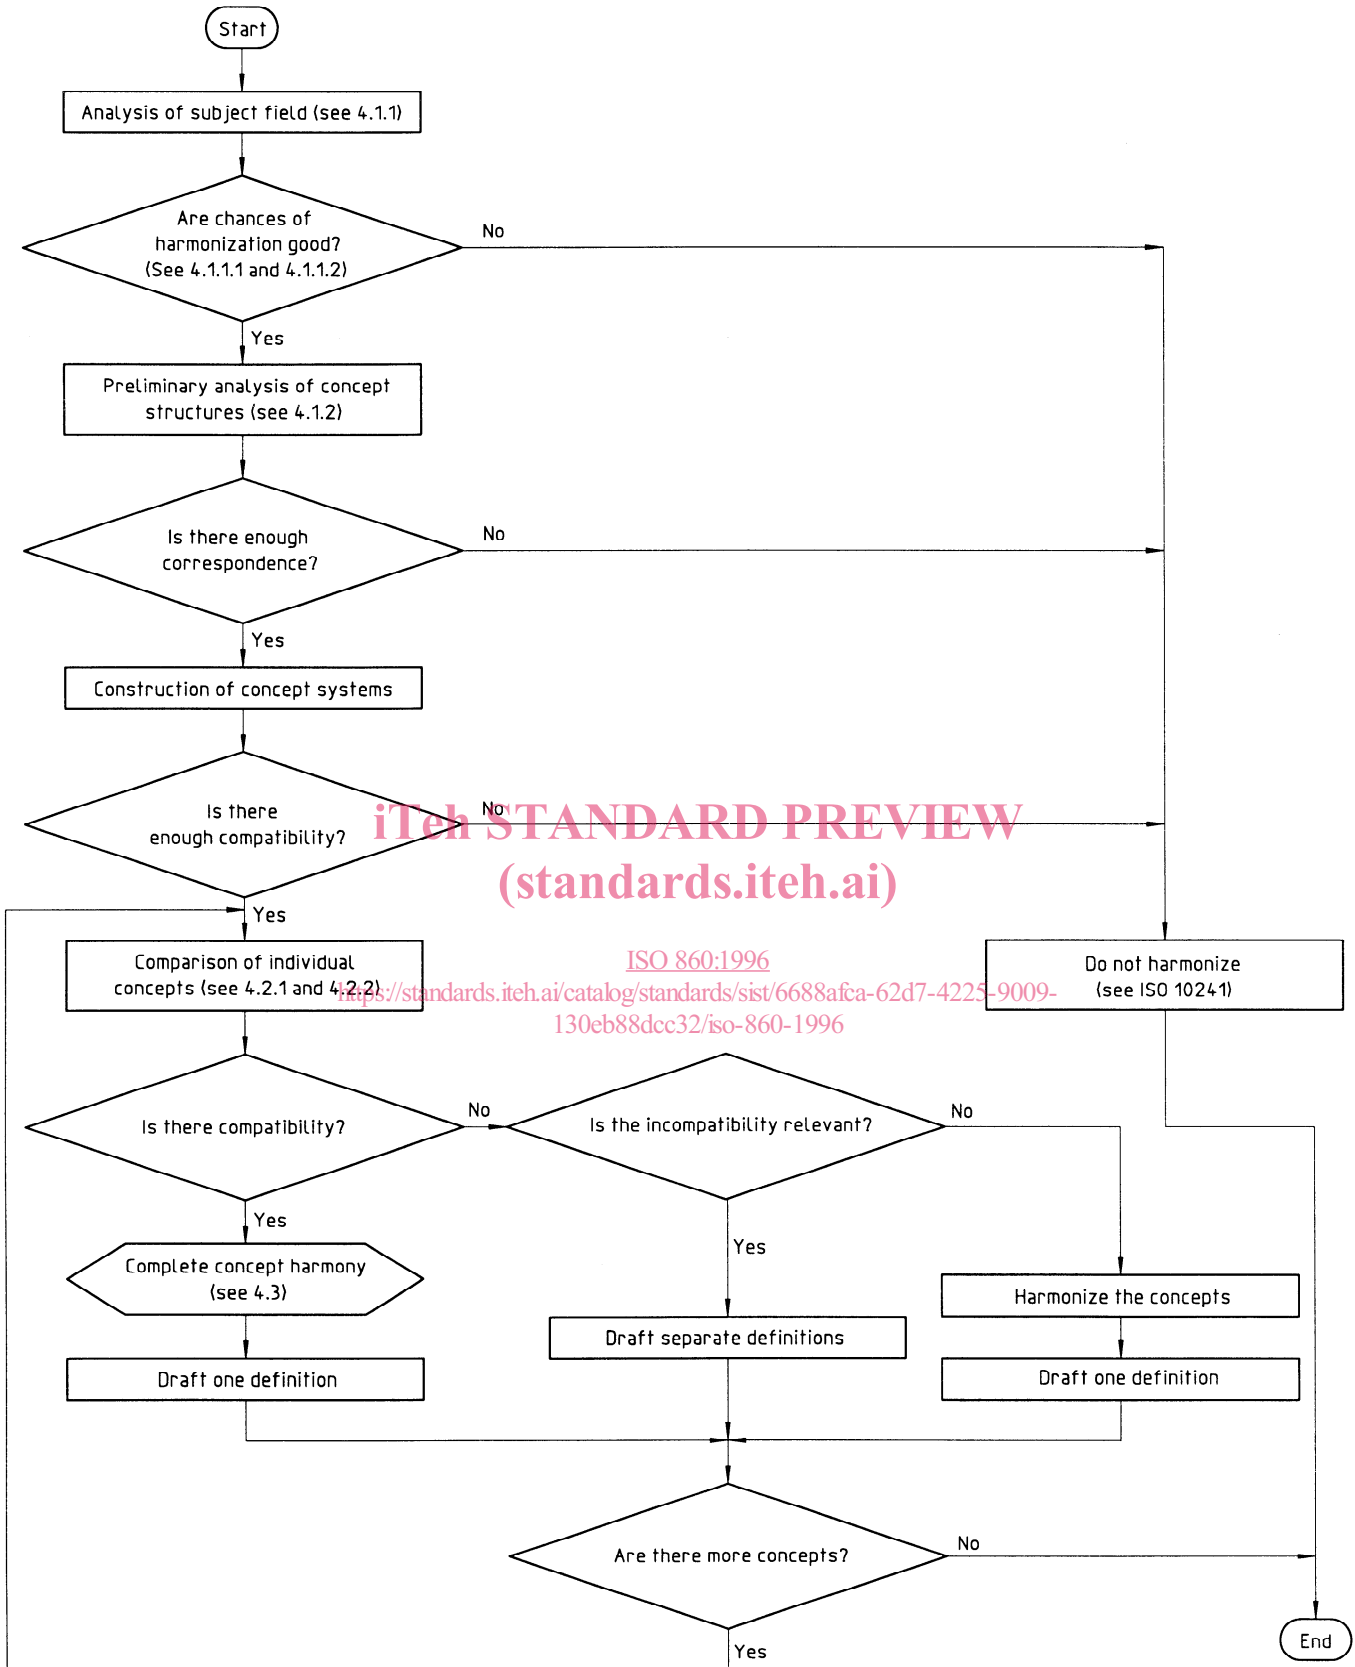 Start
Analysis of subject field (see 4.1.1)
Are chances of
harmonization good?
(See 4.1.1.1 and 4.1.1.2)
No
Yes
Preliminary analysis of concept
structures (see 4.1.2)
Is there enough
correspondence?
No
Yes
Construction of concept systems
Is there
enough compatibility?
No
iTeh STANDARD PREVIEW
(standards.iteh.ai)
Yes
Comparison of individual
concepts (see 4.2.1 and 4.2.2)
ISO 860:1996
https://standards.iteh.ai/catalog/standards/sist/6688afca-62d7-4225-9009-
130eb88dcc32/iso-860-1996
Do not harmonize
(see ISO 10241)
Is there compatibility?
No
Is the incompatibility relevant?
No
Yes
Complete concept harmony
(see 4.3)
Yes
Harmonize the concepts
Draft separate definitions
Draft one definition
Draft one definition
Are there more concepts?
No
Yes
End